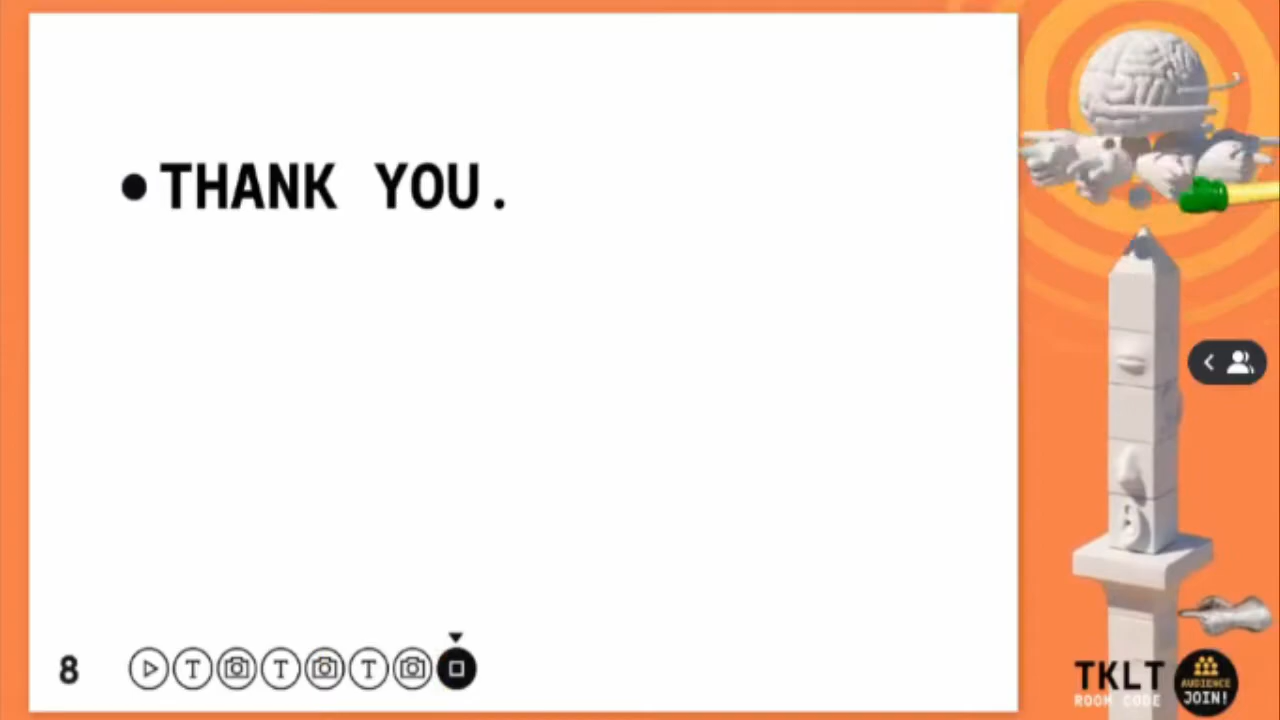 ●THANK YOU.
8
T T T
TKLT
ROOM CODE
AUDIENCE
JOIN!